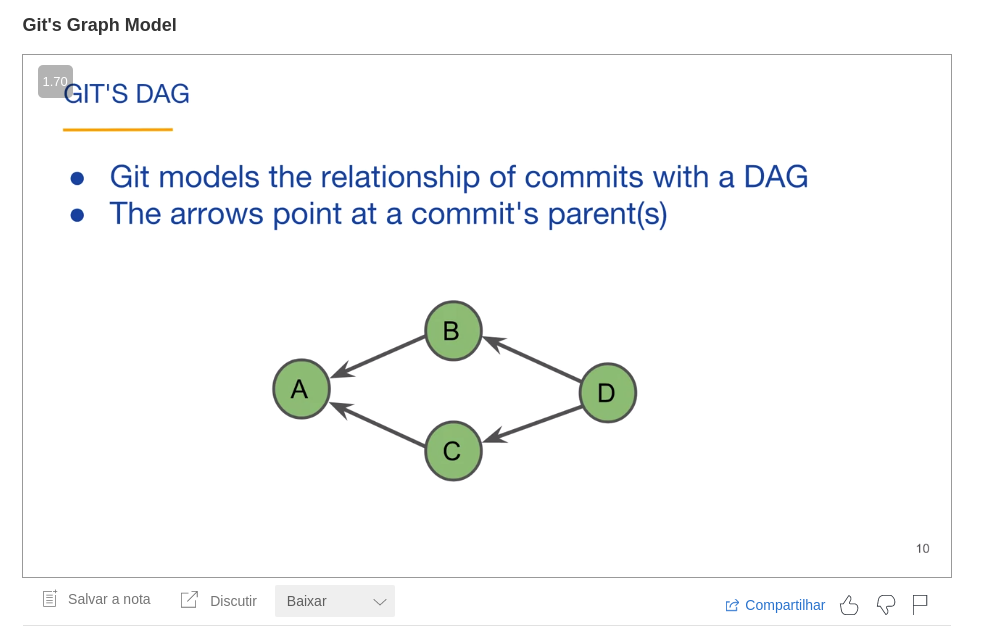 Git's Graph Model
1.70
GIT'S DAG
● Git models the relationship of commits with a DAG
● The arrows point at a commit's parent(s)
B
A
D
C
10
Salvar a nota
Discutir
Baixar
Compartilhar